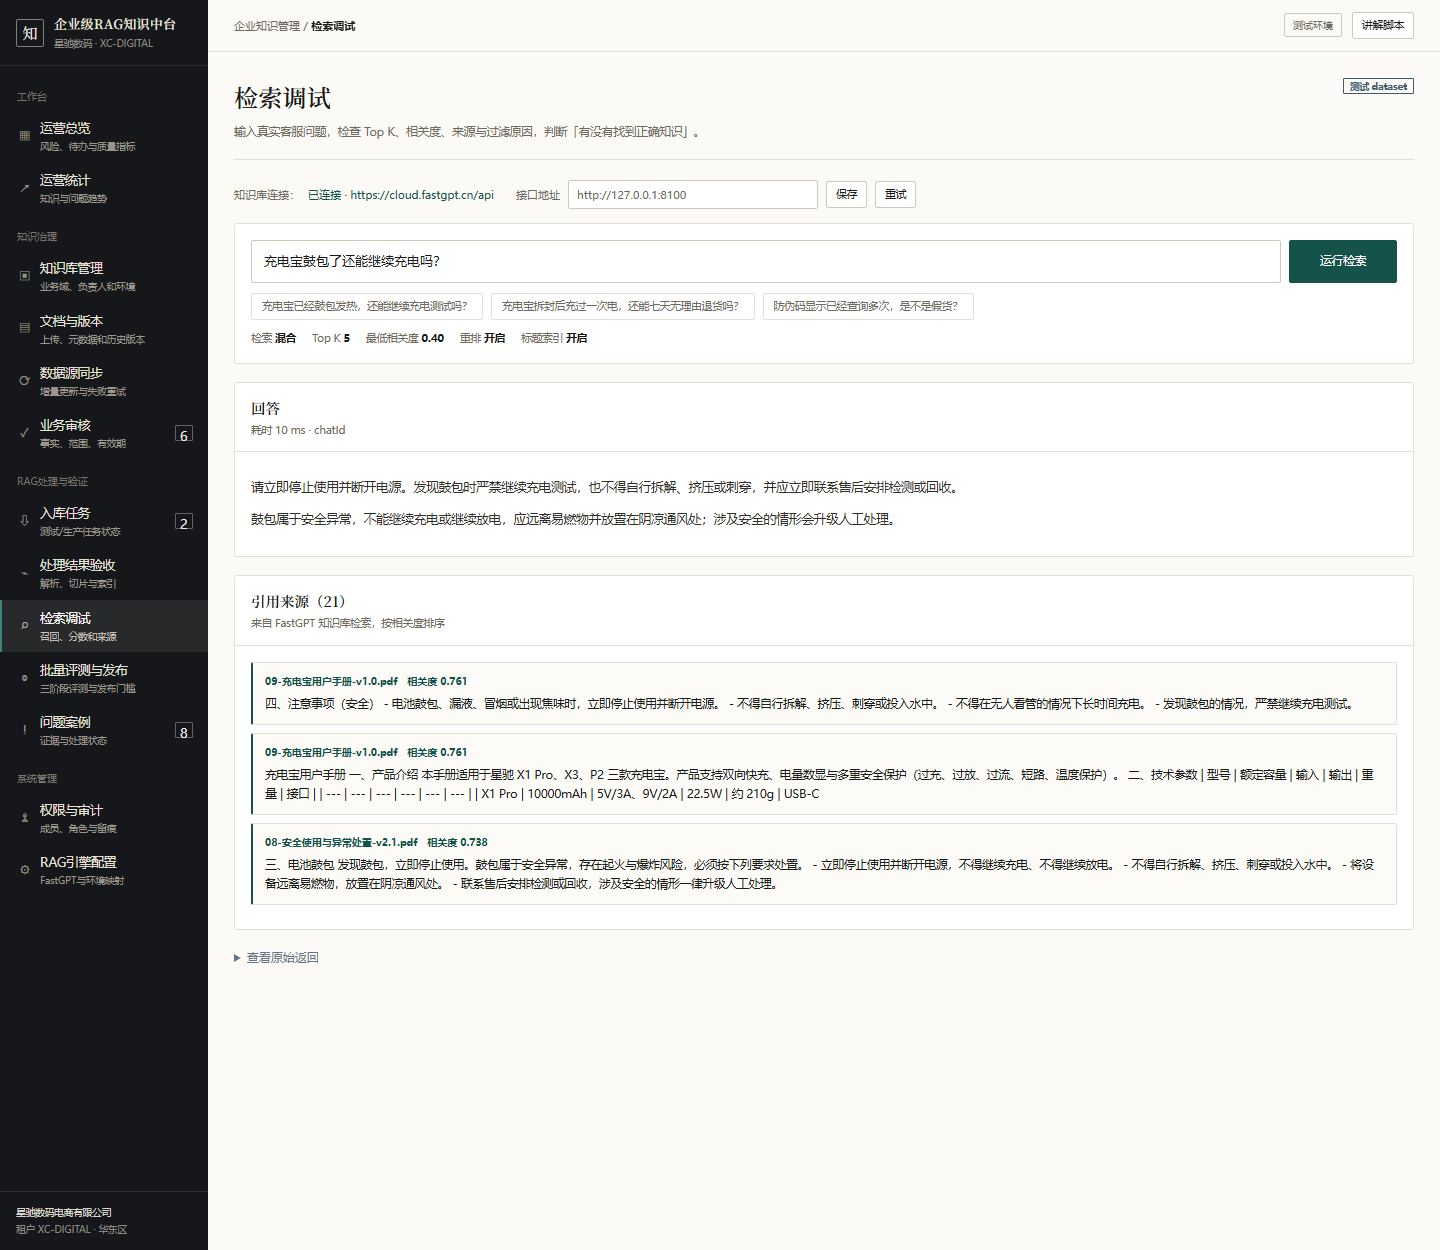 知
企业级RAG知识中台
星驰数码 · XC-DIGITAL
工作台
运营总览
风险、待办与质量指标
运营统计
知识与问题趋势
知识治理
知识库管理
业务域、负责人和环境
文档与版本
上传、元数据和历史版本
数据源同步
增量更新与失败重试
业务审核
事实、范围、有效期
6
RAG处理与验证
入库任务
测试/生产任务状态
2
处理结果验收
解析、切片与索引
检索调试
召回、分数和来源
批量评测与发布
三阶段评测与发布门槛
问题案例
证据与处理状态
8
系统管理
权限与审计
成员、角色与留痕
RAG引擎配置
FastGPT与环境映射
星驰数码电商有限公司
租户 XC-DIGITAL · 华东区
企业知识管理 / 检索调试
测试环境
讲解脚本
检索调试
测试 dataset
输入真实客服问题，检查 Top K、相关度、来源与过滤原因，判断「有没有找到正确知识」。
知识库连接： 已连接 · https://cloud.fastgpt.cn/api 接口地址 http://127.0.0.1:8100 保存 重试
充电宝鼓包了还能继续充电吗？
运行检索
充电宝已经鼓包发热，还能继续充电测试吗？
充电宝拆封后充过一次电，还能七天无理由退货吗？
防伪码显示已经查询多次，是不是假货？
检索 混合 Top K 5 最低相关度 0.40 重排 开启 标题索引 开启
回答
耗时 10 ms · chatId
请立即停止使用并断开电源。发现鼓包时严禁继续充电测试，也不得自行拆解、挤压或刺穿，并应立即联系售后安排检测或回收。
鼓包属于安全异常，不能继续充电或继续放电，应远离易燃物并放置在阴凉通风处；涉及安全的情形会升级人工处理。
引用来源（21）
来自 FastGPT 知识库检索，按相关度排序
09-充电宝用户手册-v1.0.pdf 相关度 0.761
四、注意事项（安全） - 电池鼓包、漏液、冒烟或出现焦味时，立即停止使用并断开电源。 - 不得自行拆解、挤压、刺穿或投入水中。 - 不得在无人看管的情况下长时间充电。 - 发现鼓包的情况，严禁继续充电测试。
09-充电宝用户手册-v1.0.pdf 相关度 0.761
充电宝用户手册 一、产品介绍 本手册适用于星驰 X1 Pro、X3、P2 三款充电宝。产品支持双向快充、电量数显与多重安全保护（过充、过放、过流、短路、温度保护）。 二、技术参数 | 型号 | 额定容量 | 输入 | 输出 | 重
量 | 接口 | | --- | --- | --- | --- | --- | --- | | X1 Pro | 10000mAh | 5V/3A、9V/2A | 22.5W | 约 210g | USB-C
08-安全使用与异常处置-v2.1.pdf 相关度 0.738
三、电池鼓包 发现鼓包，立即停止使用。鼓包属于安全异常，存在起火与爆炸风险，必须按下列要求处置。 - 立即停止使用并断开电源，不得继续充电、不得继续放电。 - 不得自行拆解、挤压、刺穿或投入水中。 - 将设
备远离易燃物，放置在阴凉通风处。 - 联系售后安排检测或回收，涉及安全的情形一律升级人工处理。
查看原始返回